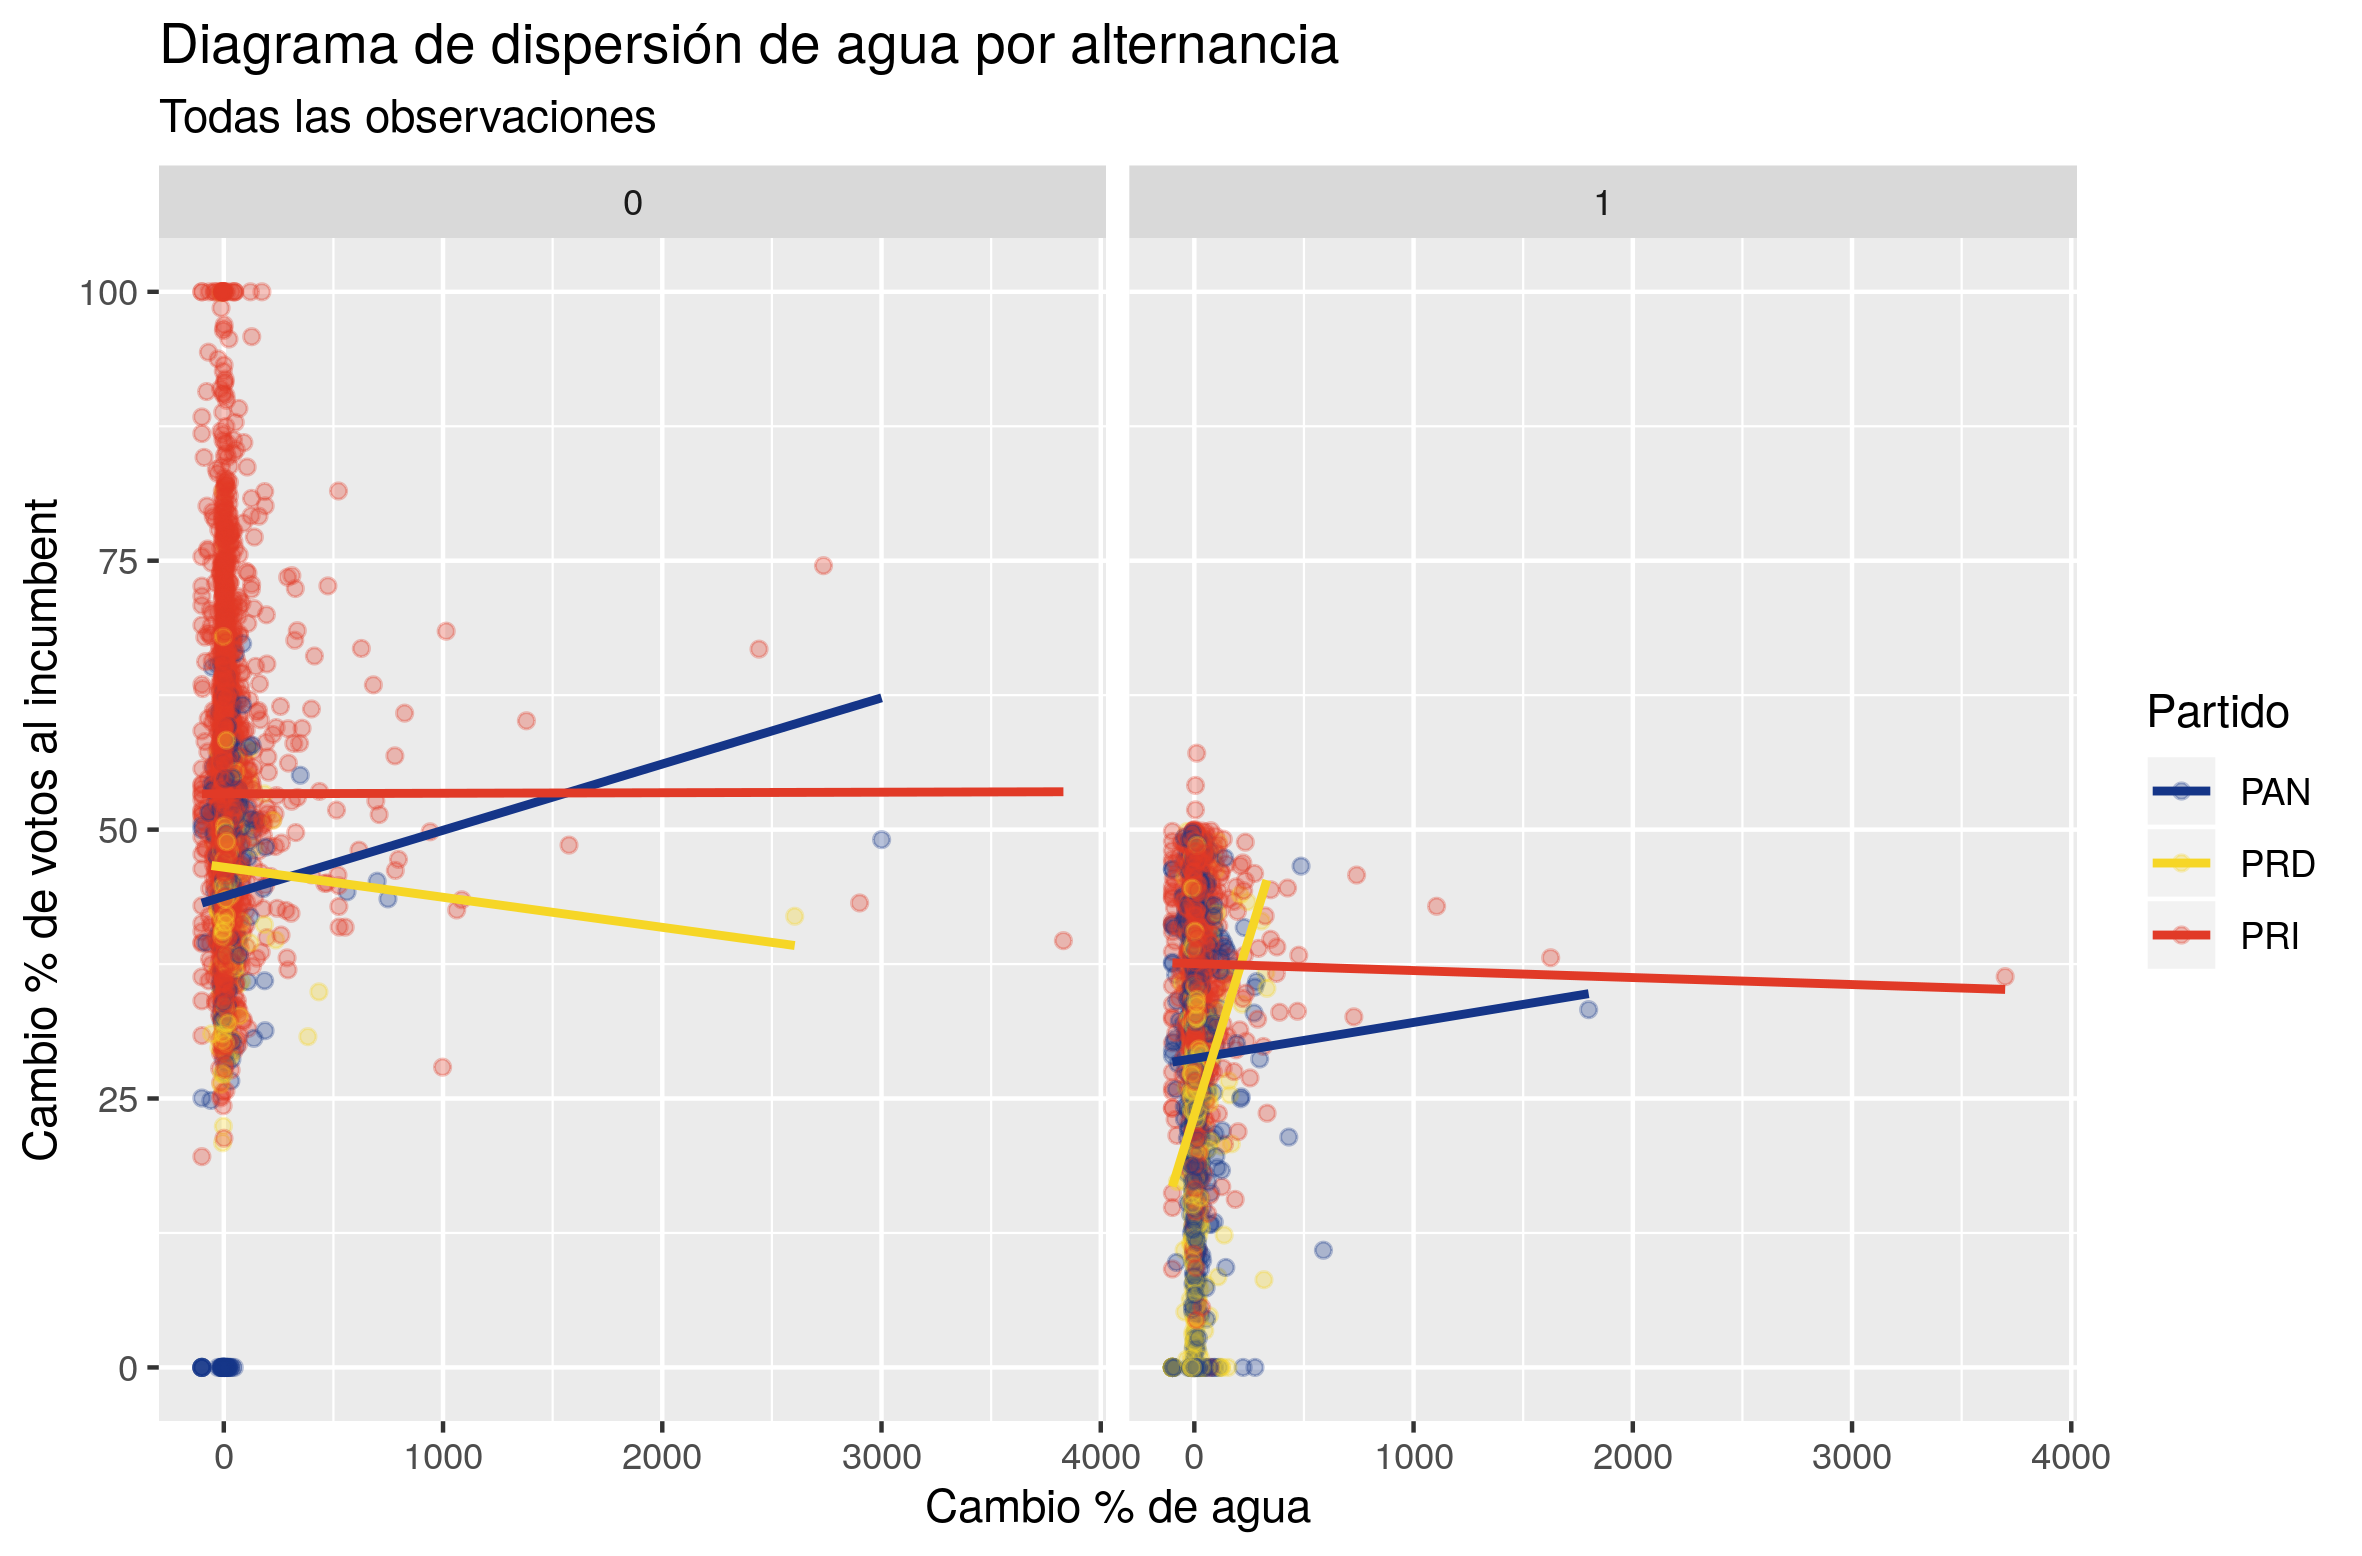 Diagrama de dispersión de agua por alternancia
Todas las observaciones
0
1
100
75
50
25
0
Cambio % de votos al incumbent
0 1000 2000 3000 4000
0 1000 2000 3000 4000
Cambio % de agua
Partido
PAN
PRD
PRI